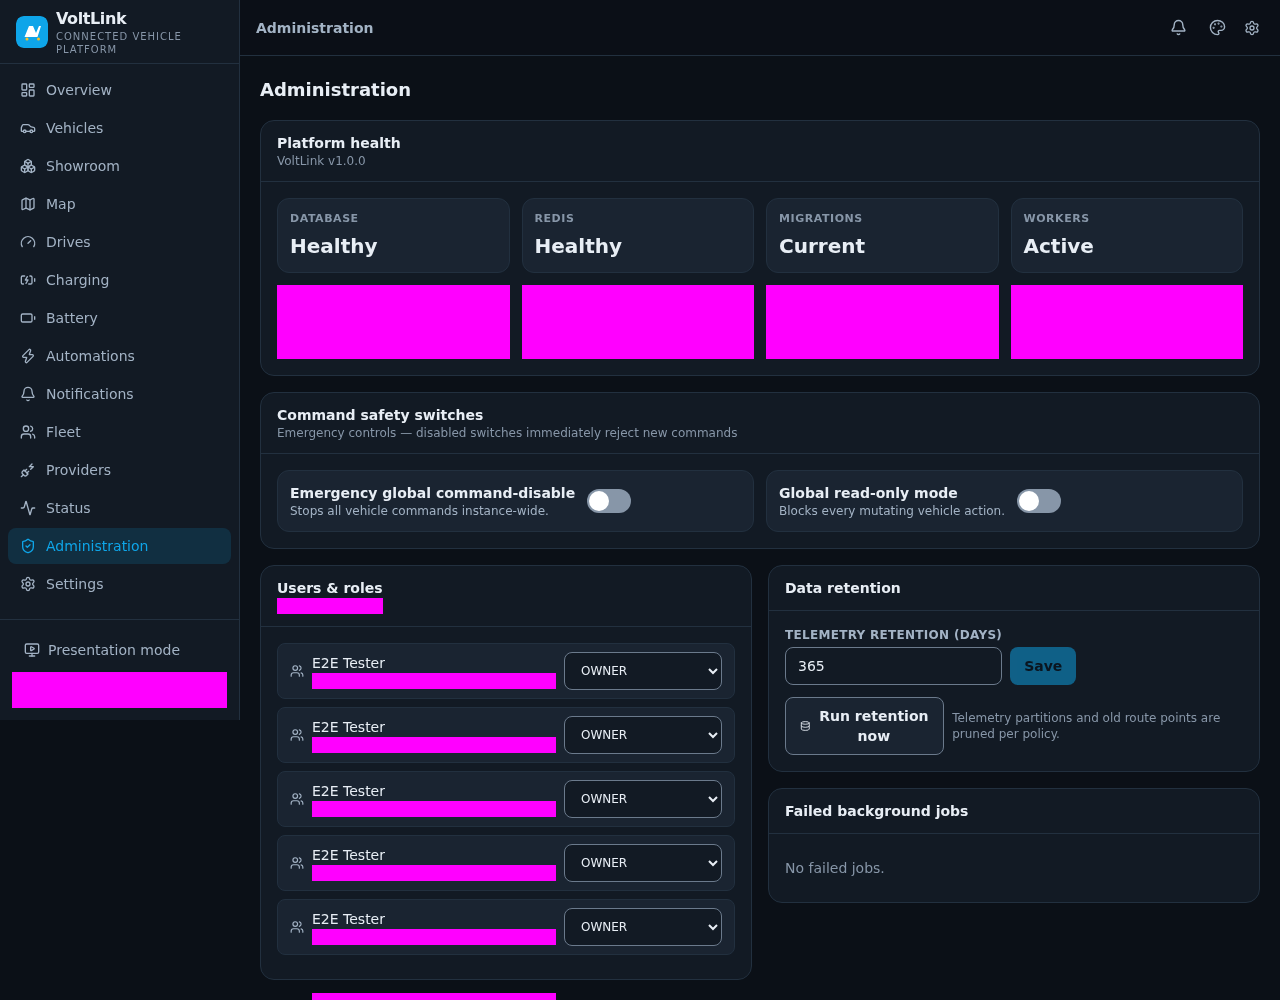 VoltLink
CONNECTED VEHICLE
PLATFORM
Overview
Vehicles
Showroom
Map
Drives
Charging
Battery
Automations
Notifications
Fleet
Providers
Status
Administration
Settings
Presentation mode
Administration
Administration
Platform health
VoltLink v1.0.0
DATABASE
Healthy
REDIS
Healthy
MIGRATIONS
Current
WORKERS
Active
Command safety switches
Emergency controls — disabled switches immediately reject new commands
Emergency global command-disable
Stops all vehicle commands instance-wide.
Global read-only mode
Blocks every mutating vehicle action.
Users & roles
E2E Tester
OWNER
E2E Tester
OWNER
E2E Tester
OWNER
E2E Tester
OWNER
E2E Tester
OWNER
Data retention
TELEMETRY RETENTION (DAYS)
365
Save
Run retention
now
Telemetry partitions and old route points are
pruned per policy.
Failed background jobs
No failed jobs.